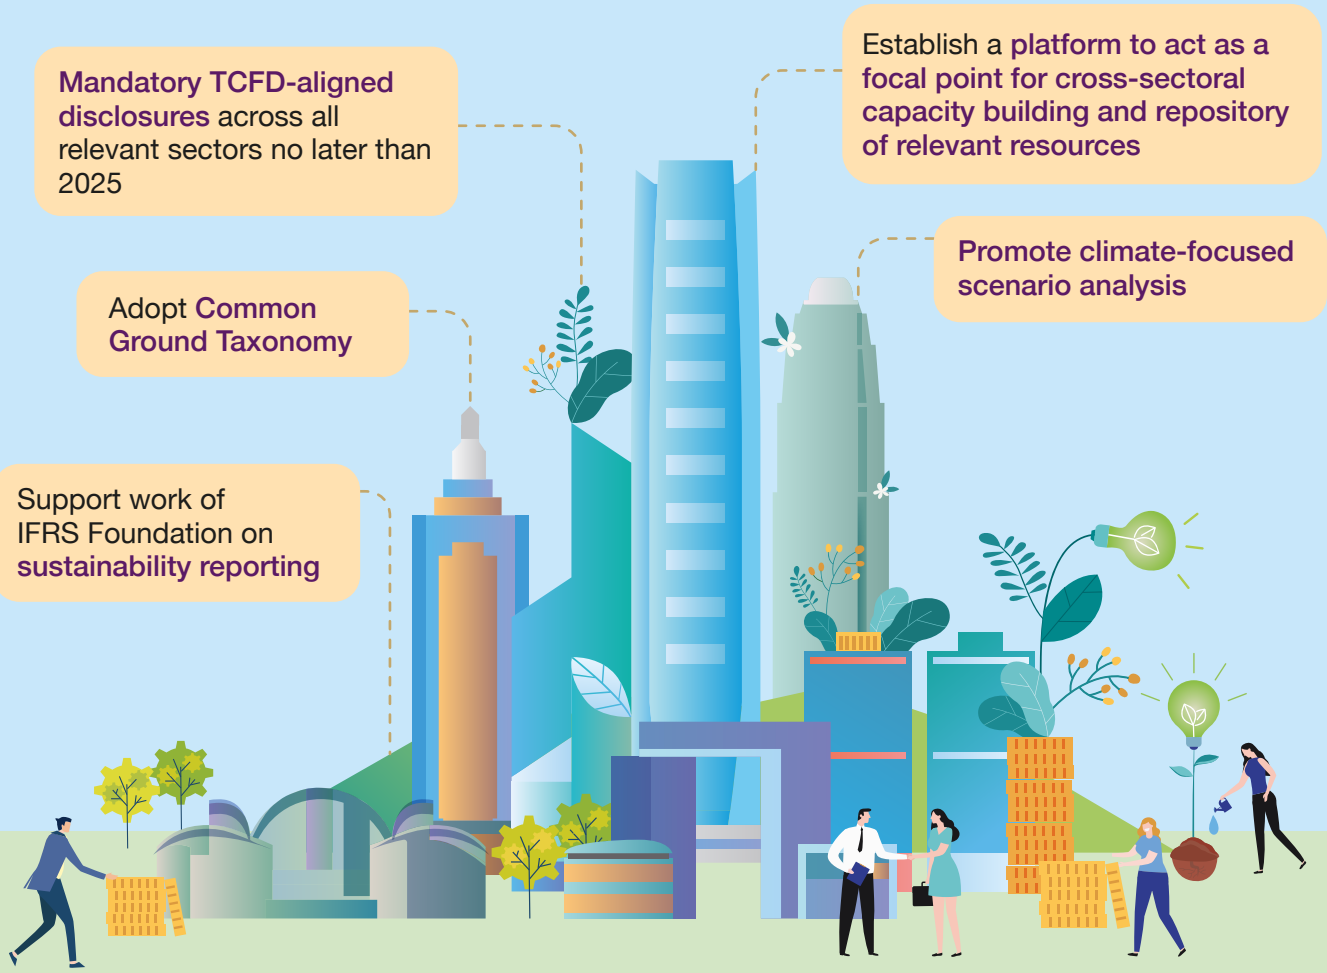 Mandatory TCFD-aligned
disclosures across all
relevant sectors no later than
2025
Establish a platform to act as a
focal point for cross-sectoral
capacity building and repository
of relevant resources
Promote climate-focused
scenario analysis
Adopt Common
Ground Taxonomy
Support work of
IFRS Foundation on
sustainability reporting